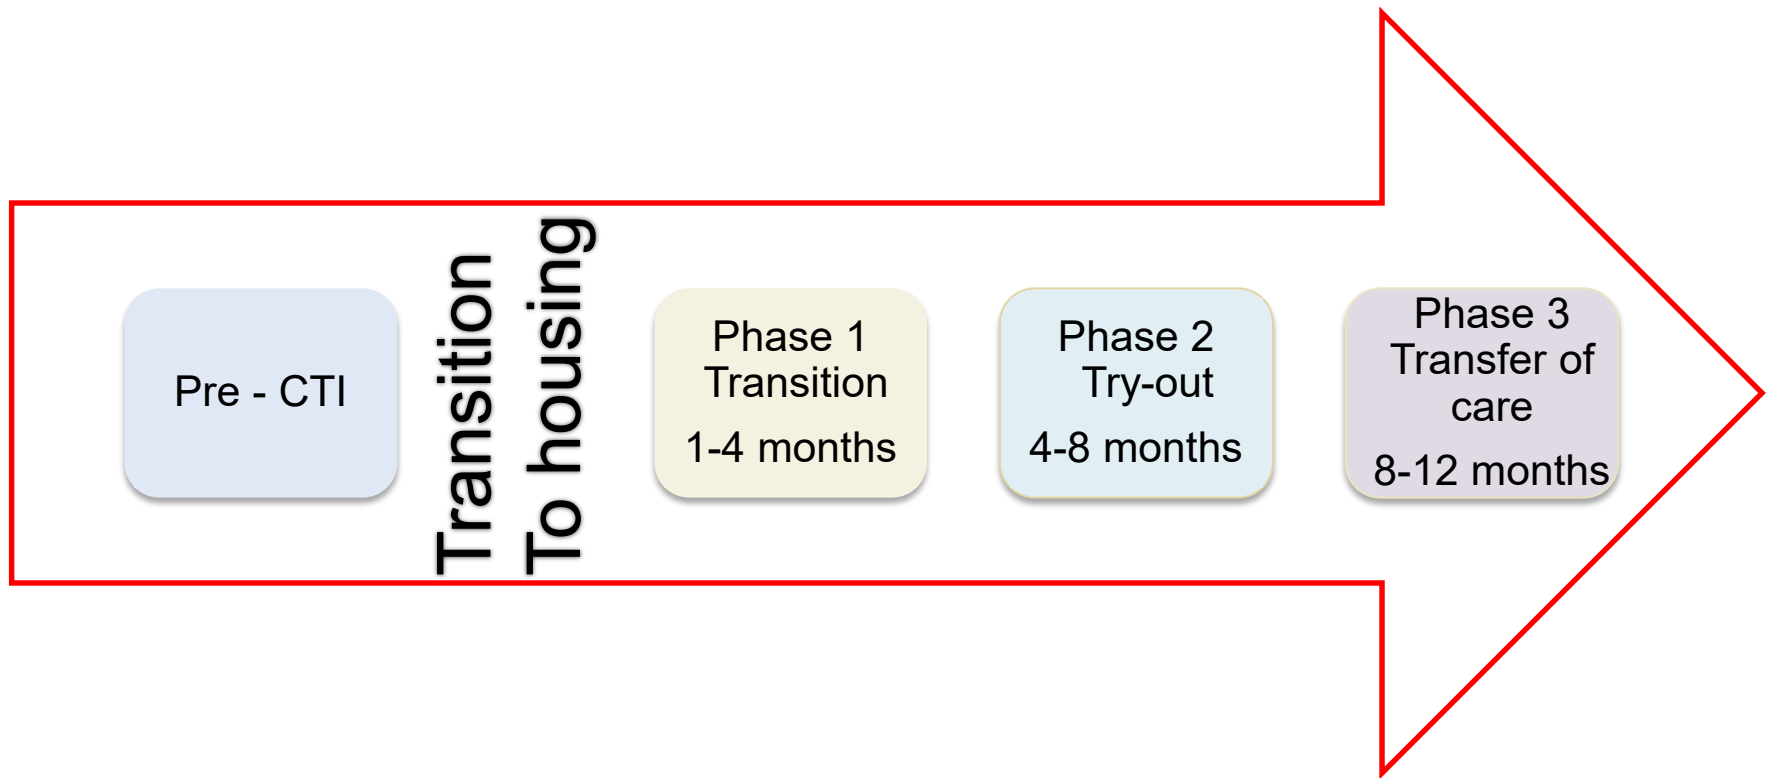 Pre - CTI
Transition
To housing
Phase 1
Transition
1-4 months
Phase 2
Try-out
4-8 months
Phase 3
Transfer of
care
8-12 months